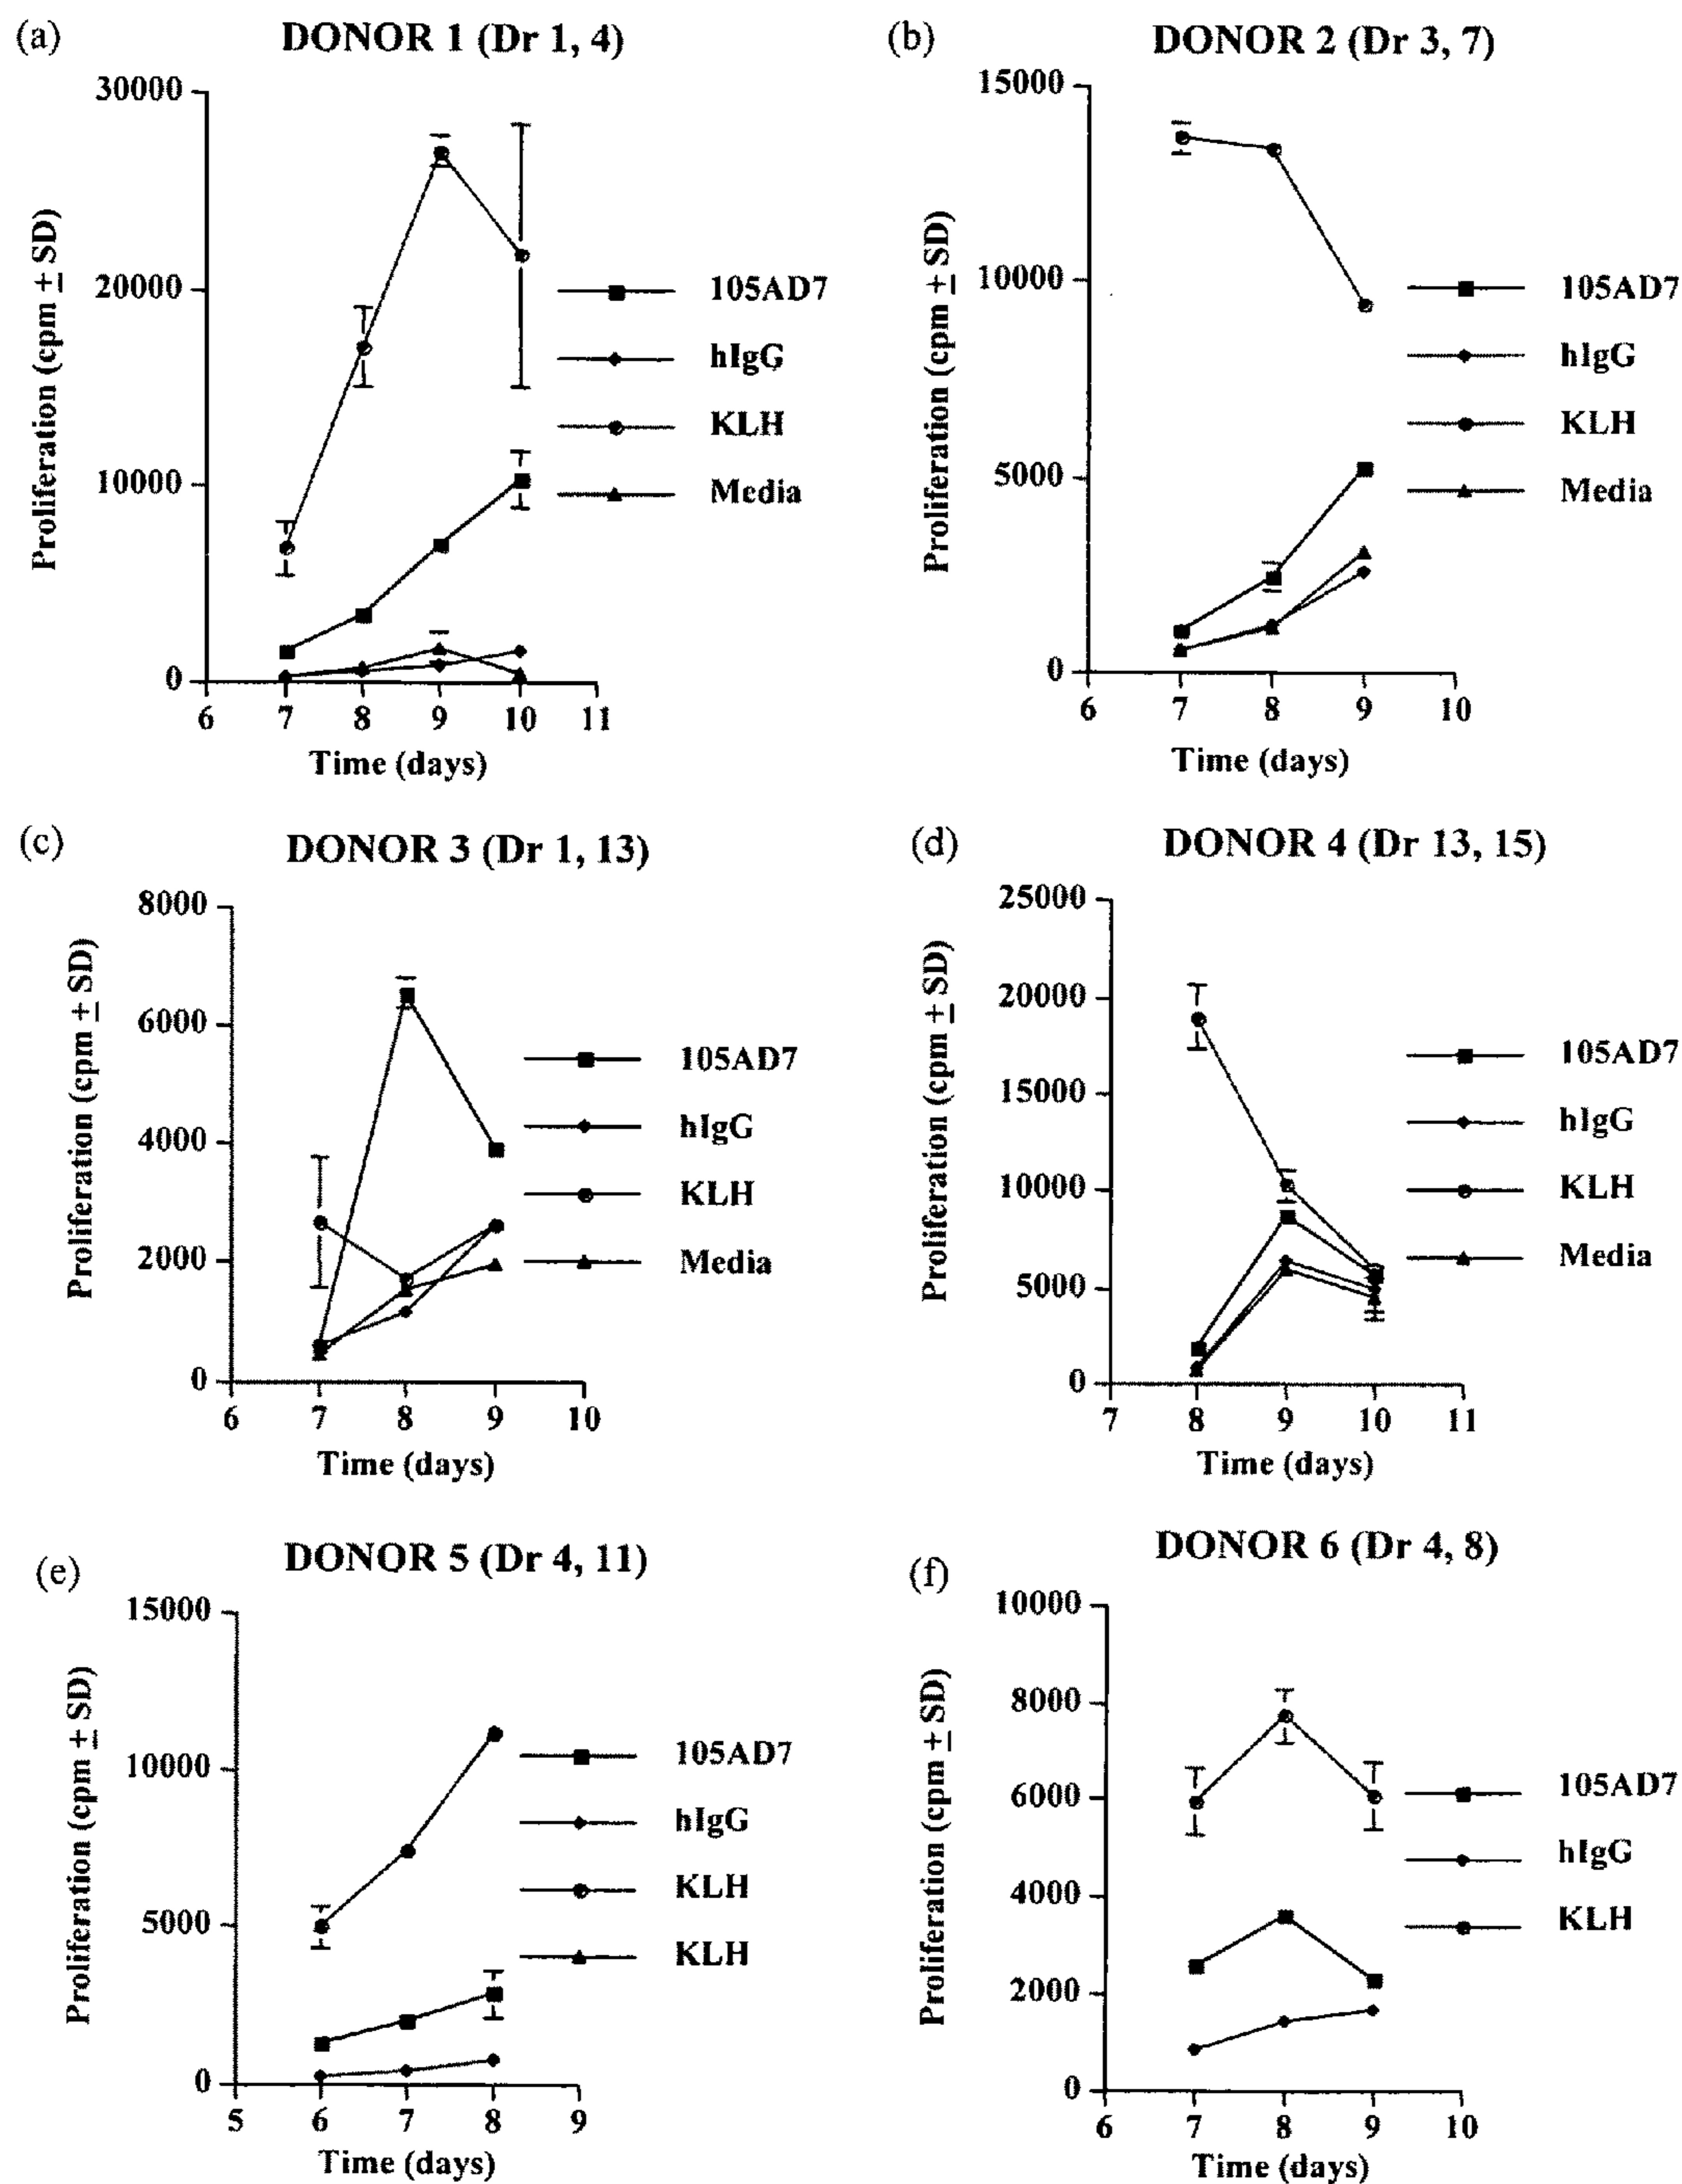 (a) DONOR 1 (Dr 1, 4)
30000
20000
10000
0
Proliferation (cpm ± SD)
6 7 8 9 10 11
Time (days)
105AD7
hIgG
KLH
Media
(b) DONOR 2 (Dr 3, 7)
15000
10000
5000
0
Proliferation (cpm ± SD)
6 7 8 9 10
Time (days)
105AD7
hIgG
KLH
Media
(c) DONOR 3 (Dr 1, 13)
8000
6000
4000
2000
0
Proliferation (cpm ± SD)
6 7 8 9 10
Time (days)
105AD7
hIgG
KLH
Media
(d) DONOR 4 (Dr 13, 15)
25000
20000
15000
10000
5000
0
Proliferation (cpm ± SD)
7 8 9 10 11
Time (days)
105AD7
hIgG
KLH
Media
(e) DONOR 5 (Dr 4, 11)
15000
10000
5000
0
Proliferation (cpm ± SD)
5 6 7 8 9
Time (days)
105AD7
hIgG
KLH
KLH
(f) DONOR 6 (Dr 4, 8)
10000
8000
6000
4000
2000
0
Proliferation (cpm ± SD)
6 7 8 9 10
Time (days)
105AD7
hIgG
KLH